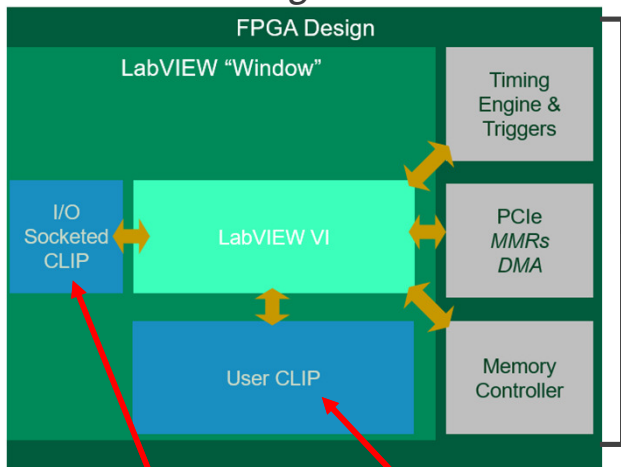 FPGA Design
LabVIEW “Window”
Timing
Engine &
Triggers
I/O
Socketed
CLIP
LabVIEW VI
PCIe
MMRs
DMA
User CLIP
Memory
Controller